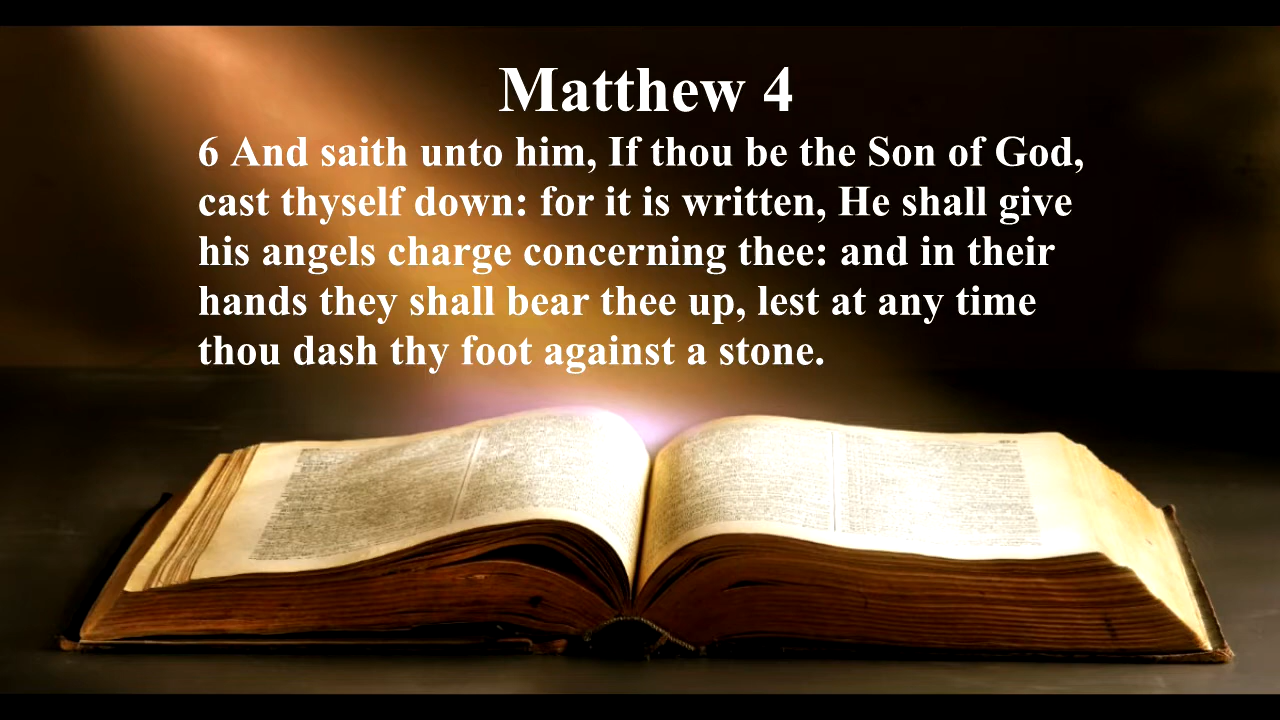 Matthew 4
6 And saith unto him, If thou be the Son of God,
cast thyself down: for it is written, He shall give
his angels charge concerning thee: and in their
hands they shall bear thee up, lest at any time
thou dash thy foot against a stone.